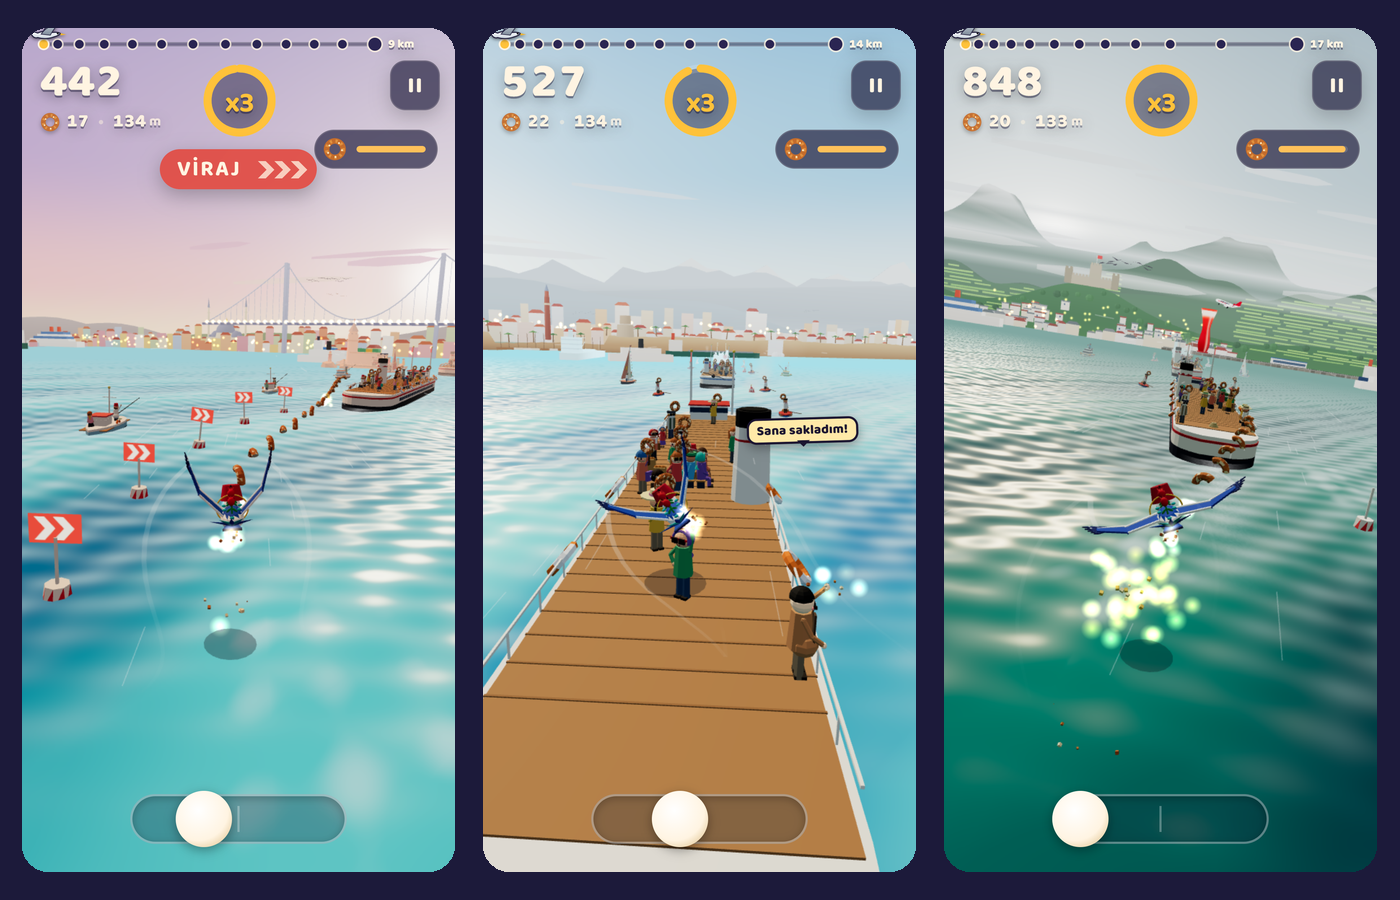 9 km
442
x3
17 • 134 m
VİRAJ
14 km
527
x3
22 • 134 m
Sana sakladım!
17 km
848
x3
20 • 133 m